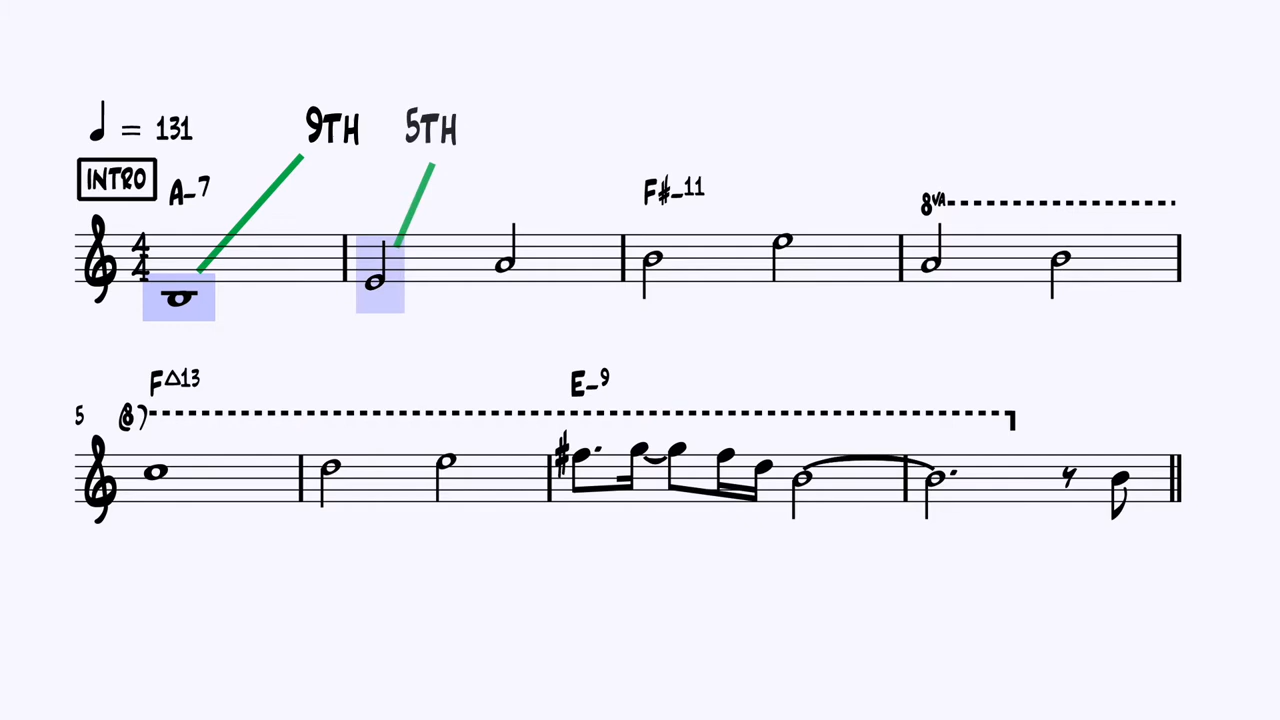 = 131 9TH 5TH
INTRO A-7 F#-11
8VA
4
4
F△13 E-9
5 (8)